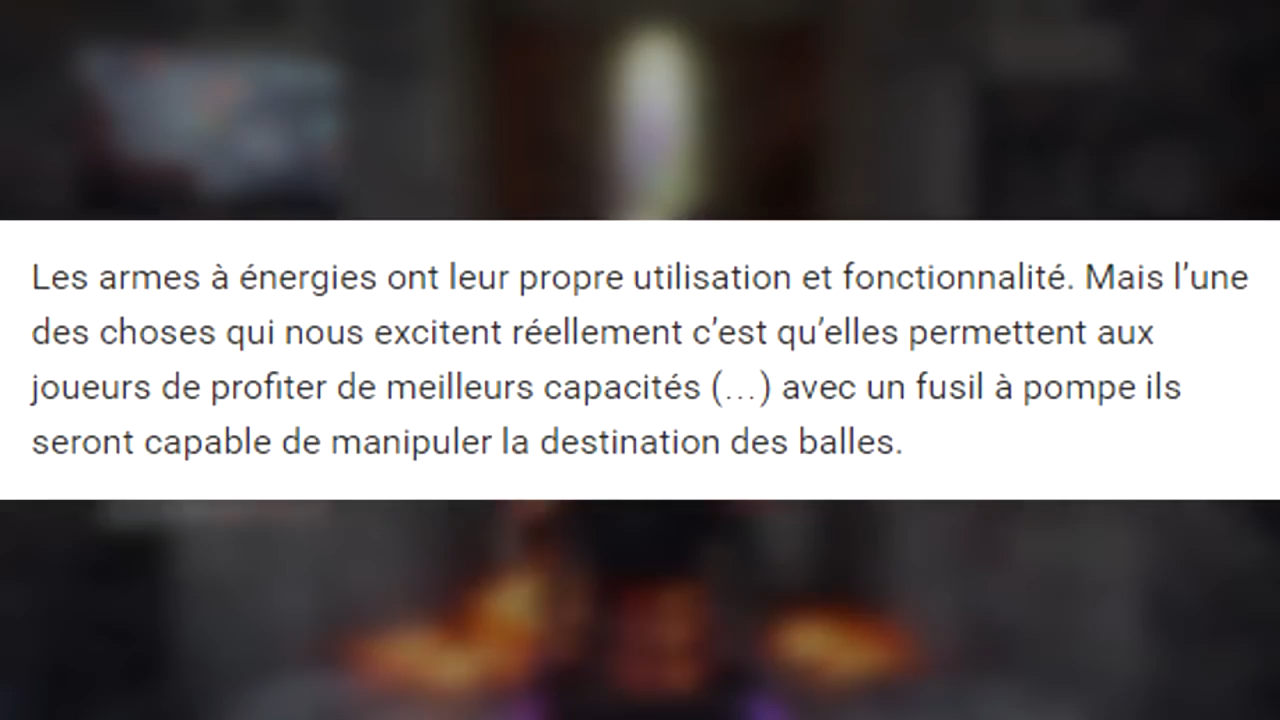 Les armes à énergies ont leur propre utilisation et fonctionnalité. Mais l’une
des choses qui nous excitent réellement c’est qu’elles permettent aux
joueurs de profiter de meilleurs capacités (…) avec un fusil à pompe ils
seront capable de manipuler la destination des balles.